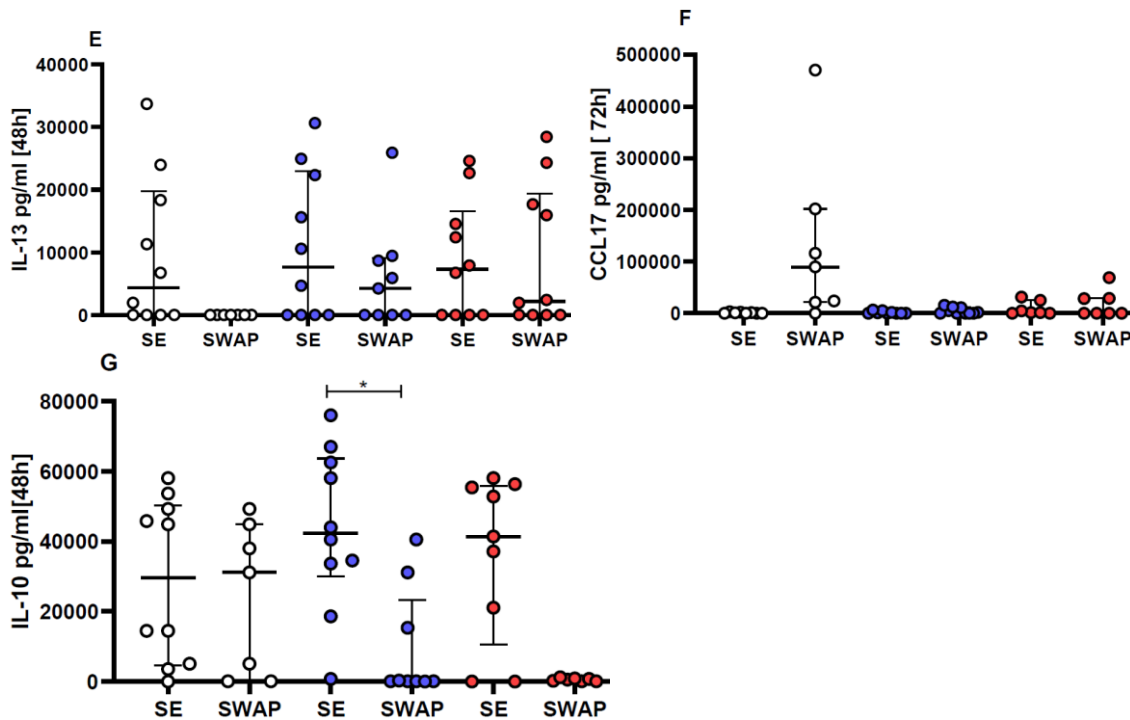 E
IL-13 pg/ml [48h]
40000
30000
20000
10000
0
SE SWAP SE SWAP SE SWAP
F
CCL17 pg/ml [ 72h]
500000
400000
300000
200000
100000
0
SE SWAP SE SWAP SE SWAP
G
*
IL-10 pg/ml[48h]
80000
60000
40000
20000
0
SE SWAP SE SWAP SE SWAP